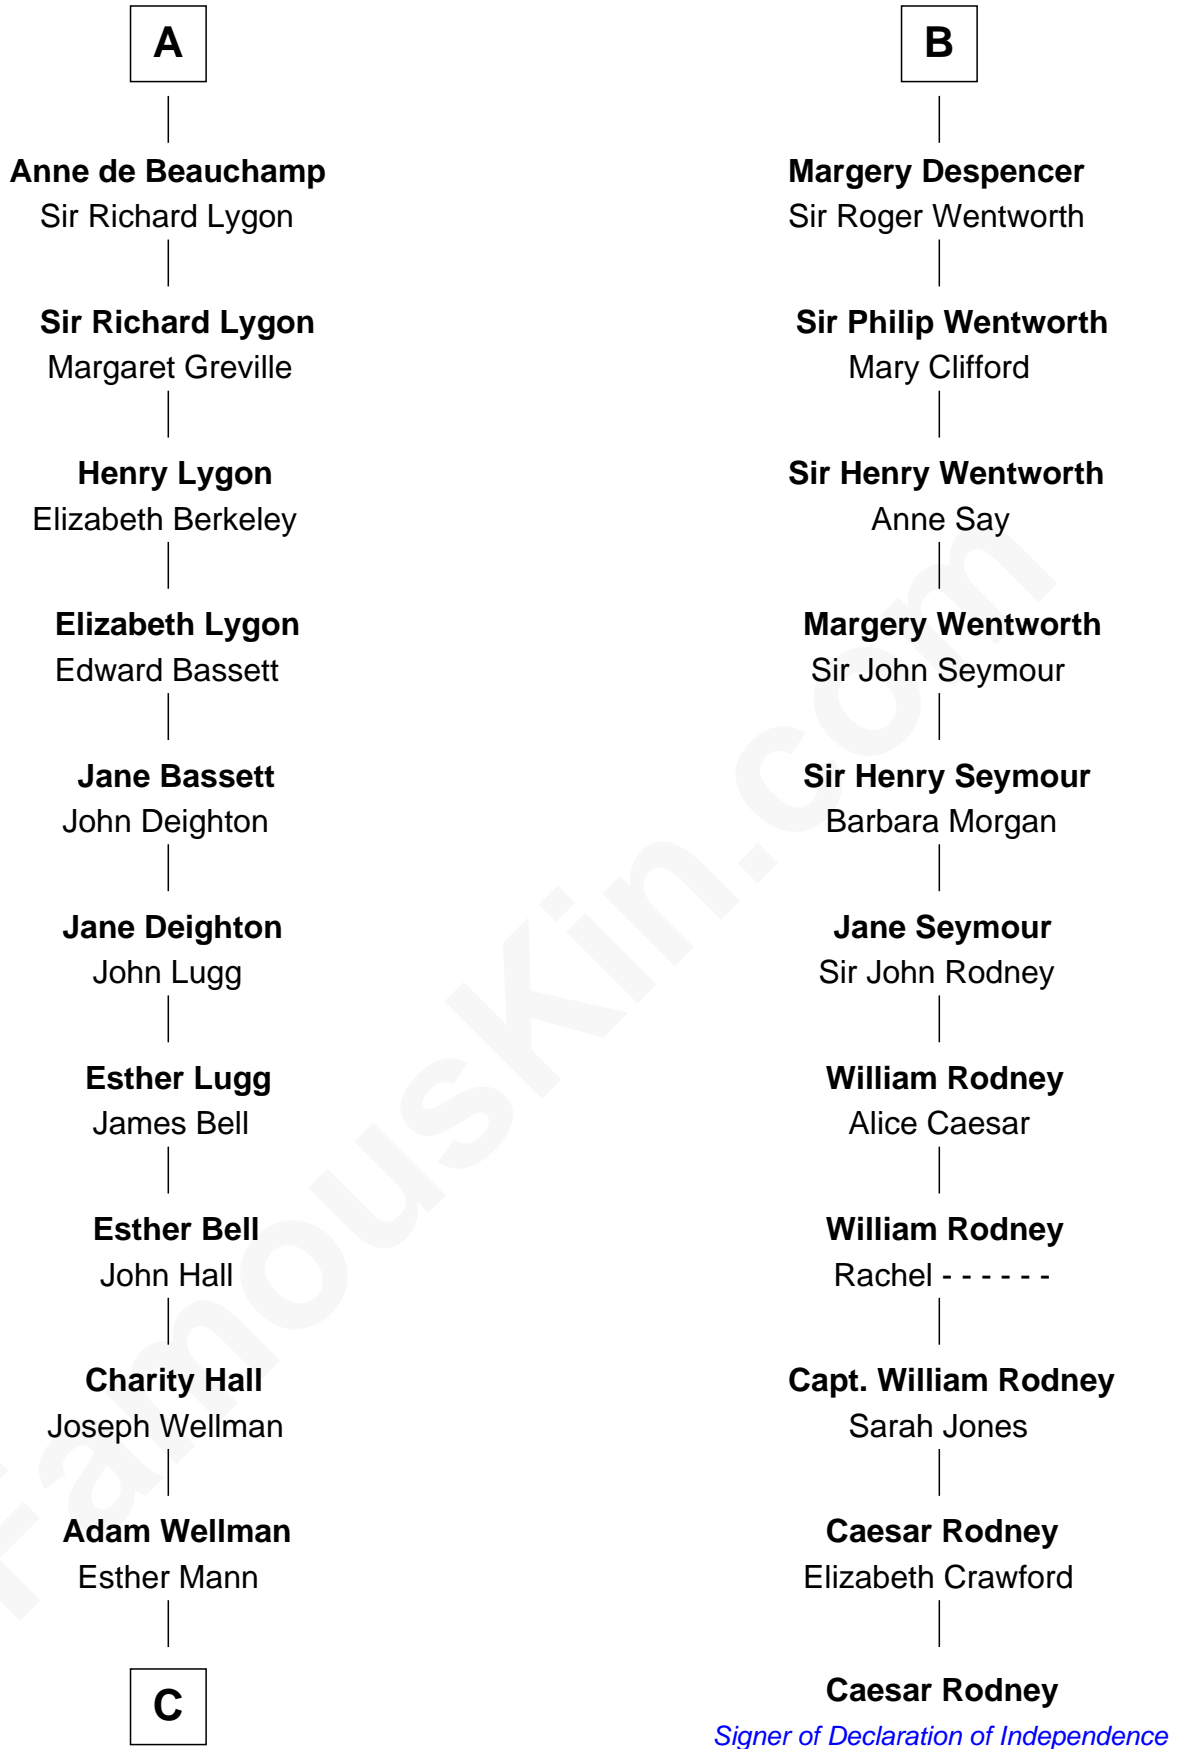 A
Anne de Beauchamp
Sir Richard Lygon
Sir Richard Lygon
Margaret Greville
Henry Lygon
Elizabeth Berkeley
Elizabeth Lygon
Edward Bassett
Jane Bassett
John Deighton
Jane Deighton
John Lugg
Esther Lugg
James Bell
Esther Bell
John Hall
Charity Hall
Joseph Wellman
Adam Wellman
Esther Mann
C
B
Margery Despencer
Sir Roger Wentworth
Sir Philip Wentworth
Mary Clifford
Sir Henry Wentworth
Anne Say
Margery Wentworth
Sir John Seymour
Sir Henry Seymour
Barbara Morgan
Jane Seymour
Sir John Rodney
William Rodney
Alice Caesar
William Rodney
Rachel - - - - - -
Capt. William Rodney
Sarah Jones
Caesar Rodney
Elizabeth Crawford
Caesar Rodney
Signer of Declaration of Independence
FamousKin.com